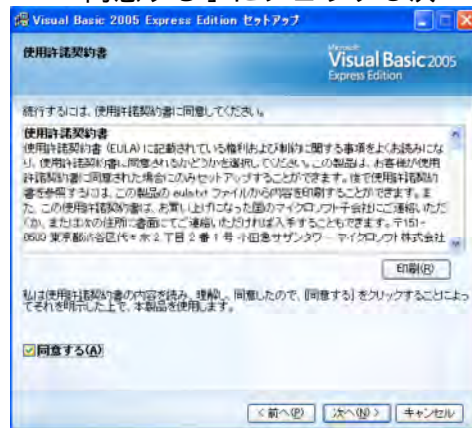 Visual Basic 2005 Express Edition セットアップ
使用許諾契約書
Microsoft
Visual Basic 2005
Express Edition
続行するには、使用許諾契約書に同意してください。
使用許諾契約書
使用許諾契約書 (EULA) に記載されている権利および制約に関する事項をよくお読みにな
り、使用許諾契約書に同意されるかどうかを選択してください。この製品は、お客様が使用
許諾契約書に同意された場合にのみセットアップすることができます。後で使用許諾契約
書を参照するには、この製品の eula.txt ファイルから内容を印刷することができます。ま
た、この使用許諾契約書は、お買い上げになった国のマイクロソフト子会社にご連絡いただ
くか、または次の住所に書面にてご連絡いただければ入手することもできます。〒151-
0583 東京都渋谷区代々木 2 丁目 2 番 1 号 小田急サザンタワー マイクロソフト株式会社
印刷(R)
私は使用許諾契約書の内容を読み、理解し、同意したので、[同意する] をクリックすることによっ
てそれを明示した上で、本製品を使用します。
同意する(A)
< 前へ(P)
次へ(N) >
キャンセル